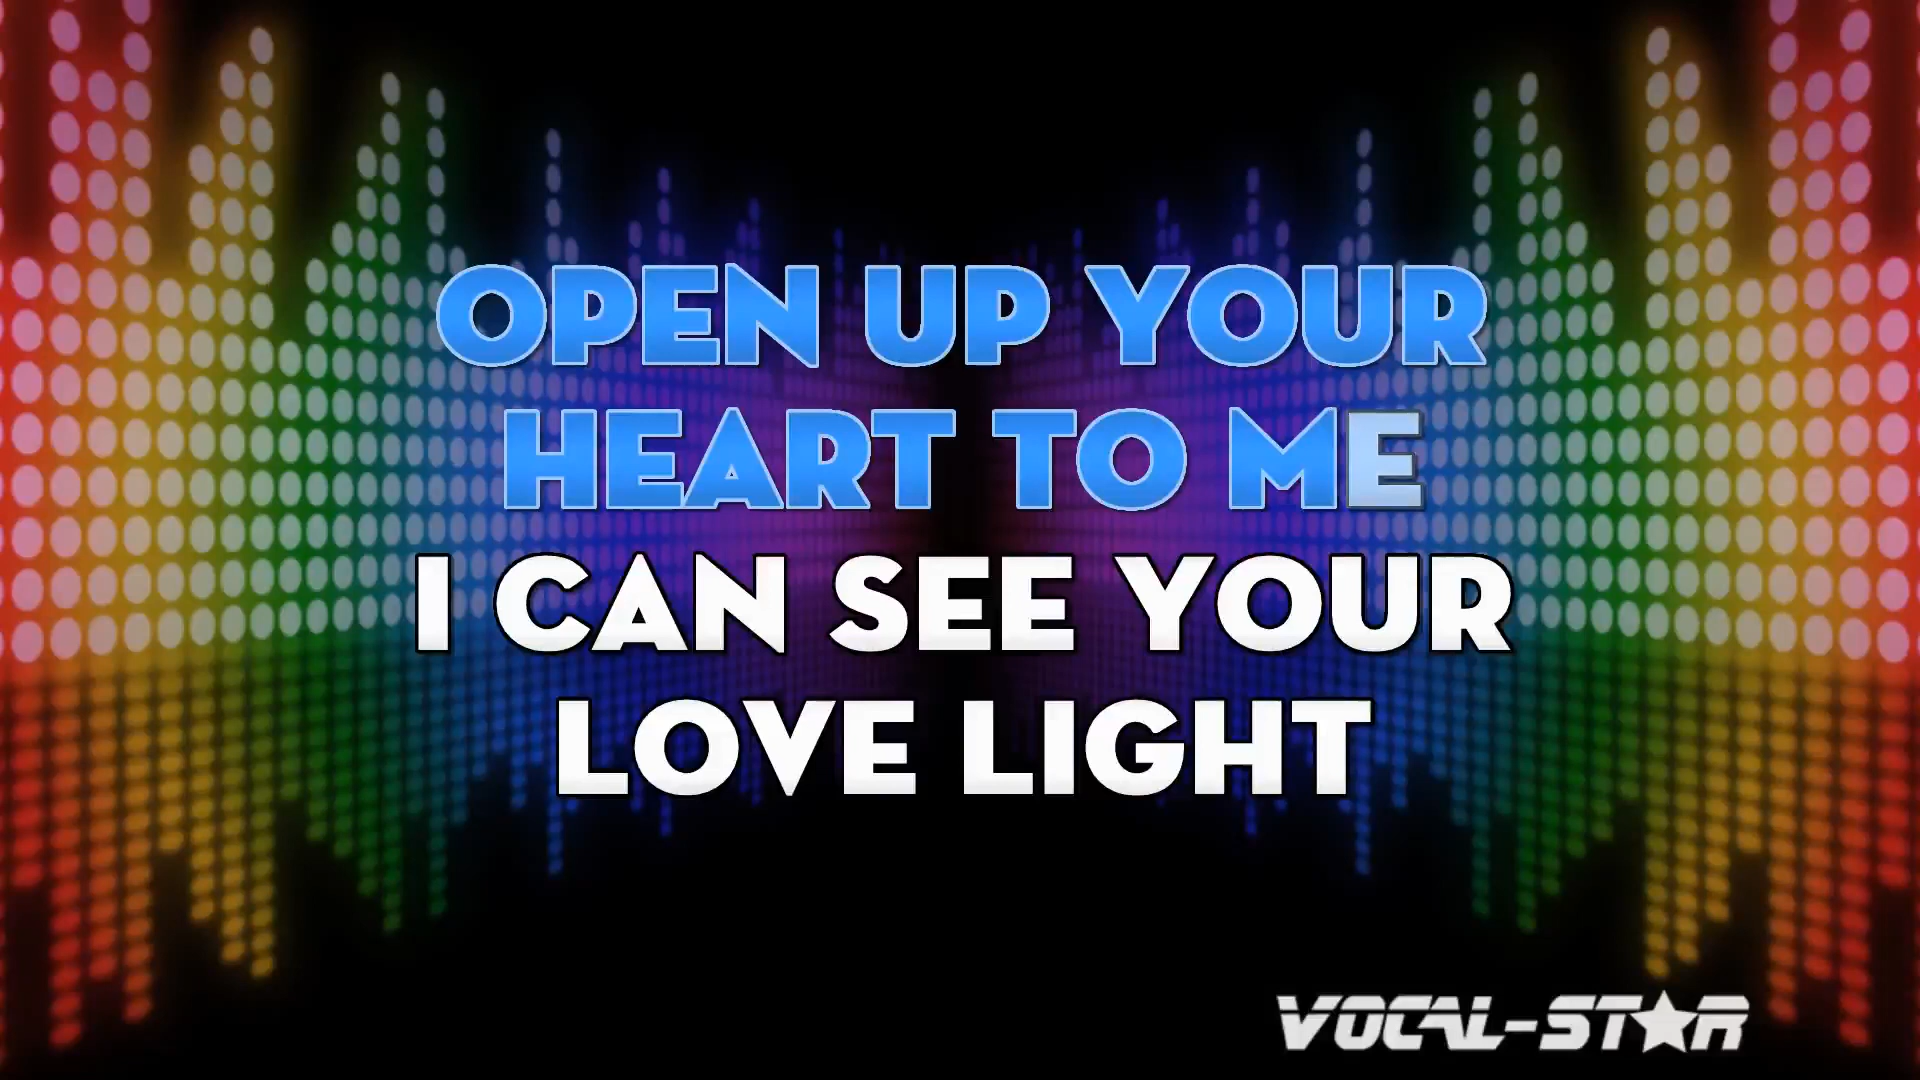 OPEN UP YOUR
HEART TO ME
I CAN SEE YOUR
LOVE LIGHT
VOCAL-STAR